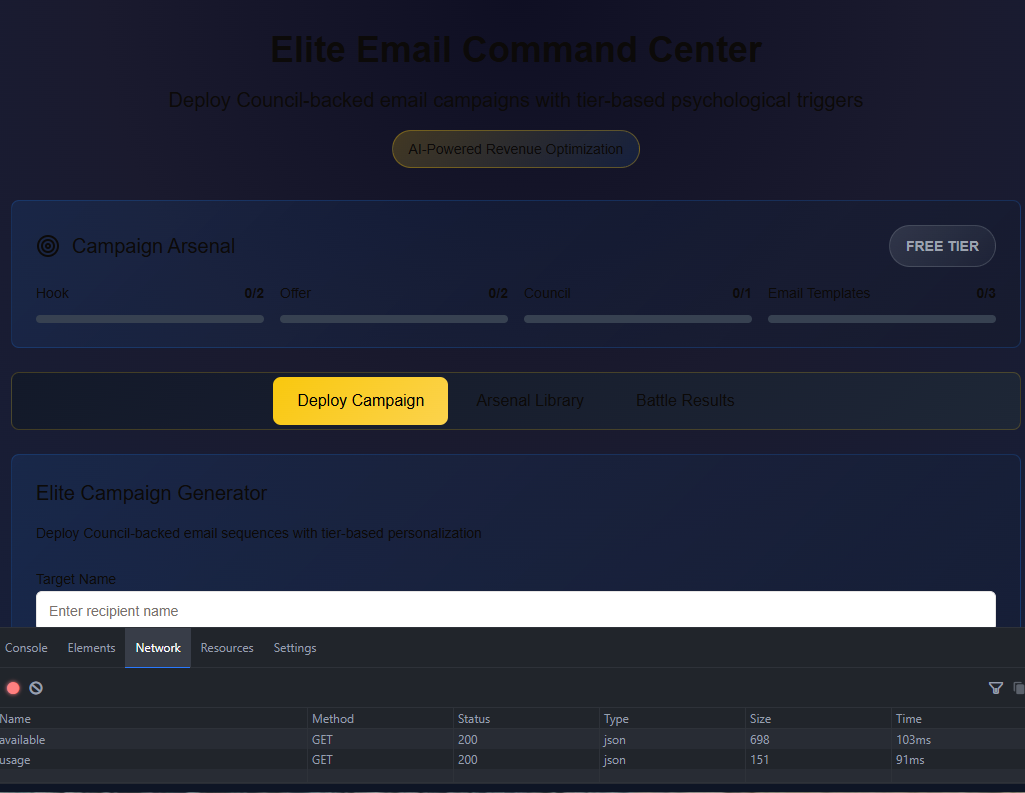 Elite Email Command Center
Deploy Council-backed email campaigns with tier-based psychological triggers
AI-Powered Revenue Optimization
Campaign Arsenal
FREE TIER
Hook 0/2 Offer 0/2 Council 0/1 Email Templates 0/3
Deploy Campaign Arsenal Library Battle Results
Elite Campaign Generator
Deploy Council-backed email sequences with tier-based personalization
Target Name
Enter recipient name
Console Elements Network Resources Settings
Name Method Status Type Size Time
available GET 200 json 698 103ms
usage GET 200 json 151 91ms